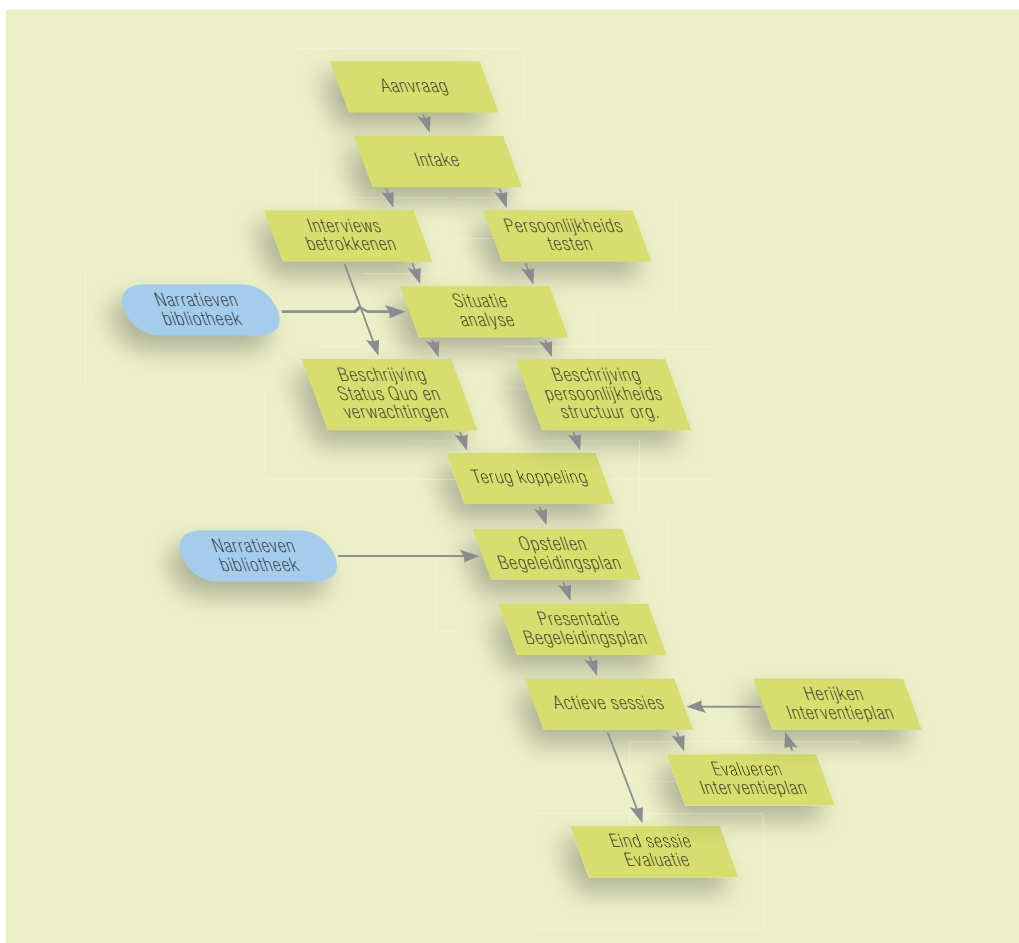 Aanvraag
Intake
Interviews
betrokkenen
Persoonlijkheids
testen
Narratieven
bibliotheek
Situatie
analyse
Beschrijving
Status Quo en
verwachtingen
Beschrijving
persoonlijkheids
structuur org.
Terug koppeling
Narratieven
bibliotheek
Opstellen
Begeleidingsplan
Presentatie
Begeleidingsplan
Actieve sessies
Herijken
Interventieplan
Evalueren
Interventieplan
Eind sessie
Evaluatie